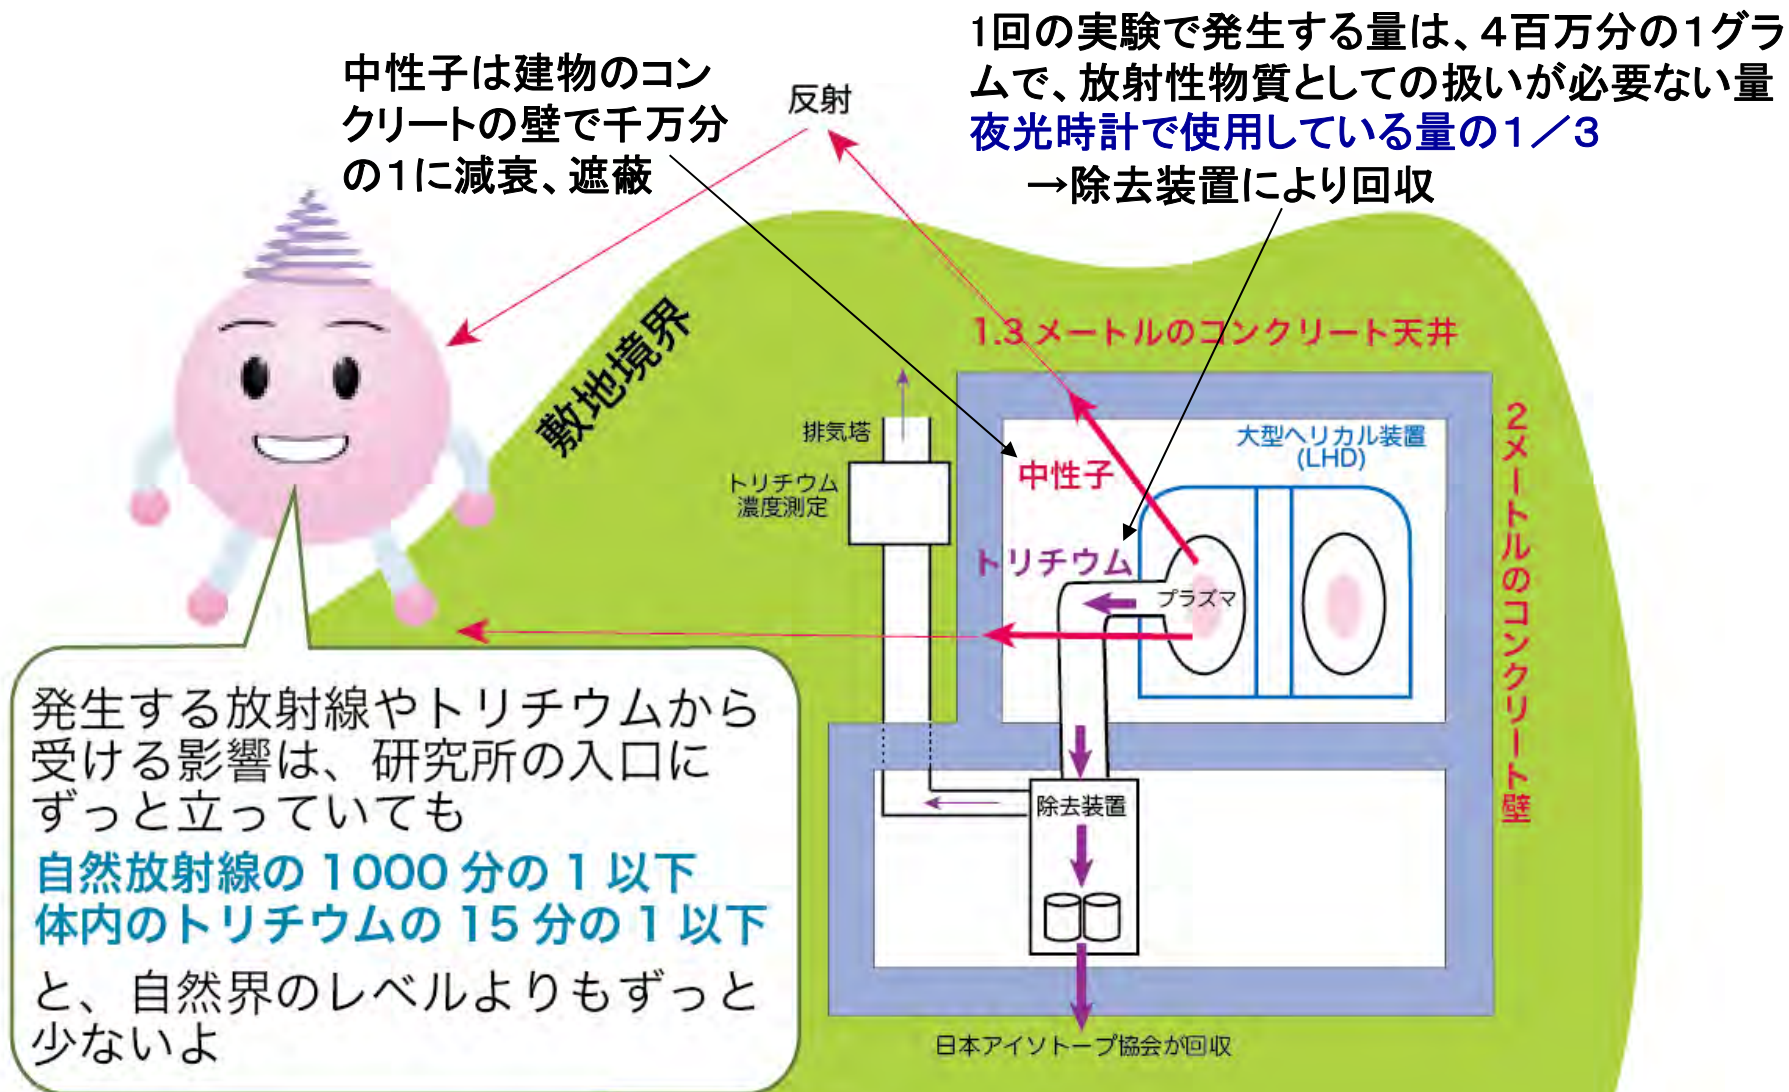 1回の実験で発生する量は、4百万分の1グラ
ムで、放射性物質としての扱いが必要ない量
夜光時計で使用している量の1／3
→除去装置により回収
中性子は建物のコン
クリートの壁で千万分
の1に減衰、遮蔽
反射
敷地境界
1.3メートルのコンクリート天井
2メートルのコンクリート壁
排気塔
トリチウム
濃度測定
大型ヘリカル装置
(LHD)
中性子
トリチウム
プラズマ
除去装置
日本アイソトープ協会が回収
発生する放射線やトリチウムから
受ける影響は、研究所の入口に
ずっと立っていても
自然放射線の 1000 分の 1 以下
体内のトリチウムの 15 分の 1 以下
と、自然界のレベルよりもずっと
少ないよ